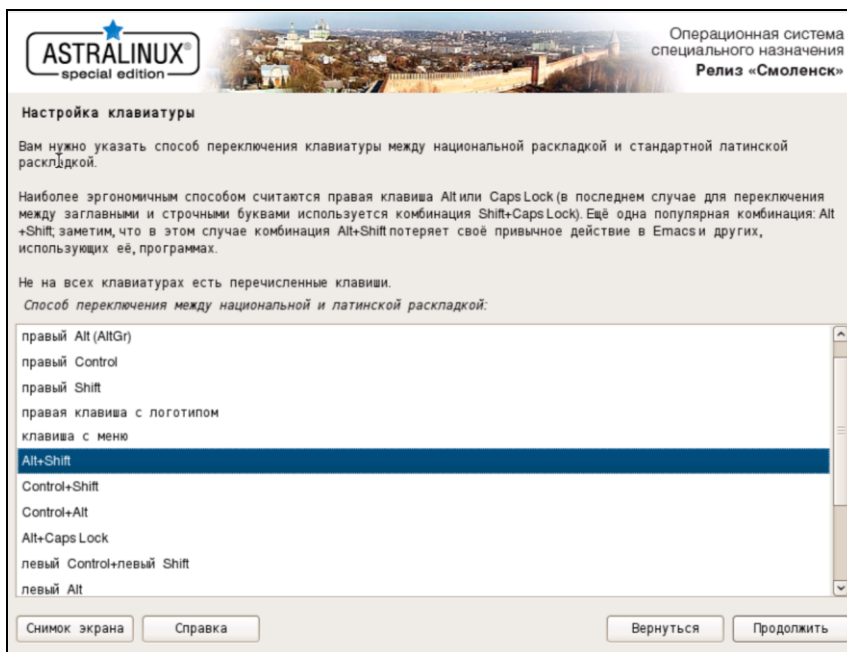 ASTRALINUX®
special edition
Операционная система
специального назначения
Релиз «Смоленск»
Настройка клавиатуры
Вам нужно указать способ переключения клавиатуры между национальной раскладкой и стандартной латинской
раскладкой.
Наиболее эргономичным способом считаются правая клавиша Alt или Caps Lock (в последнем случае для переключения
между заглавными и строчными буквами используется комбинация Shift+Caps Lock). Ещё одна популярная комбинация: Alt
+Shift; заметим, что в этом случае комбинация Alt+Shift потеряет своё привычное действие в Emacs и других,
использующих её, программах.
Не на всех клавиатурах есть перечисленные клавиши.
Способ переключения между национальной и латинской раскладкой:
правый Alt (AltGr)
правый Control
правый Shift
правая клавиша с логотипом
клавиша с меню
Alt+Shift
Control+Shift
Control+Alt
Alt+Caps Lock
левый Control+левый Shift
левый Alt
Снимок экрана
Справка
Вернуться
Продолжить